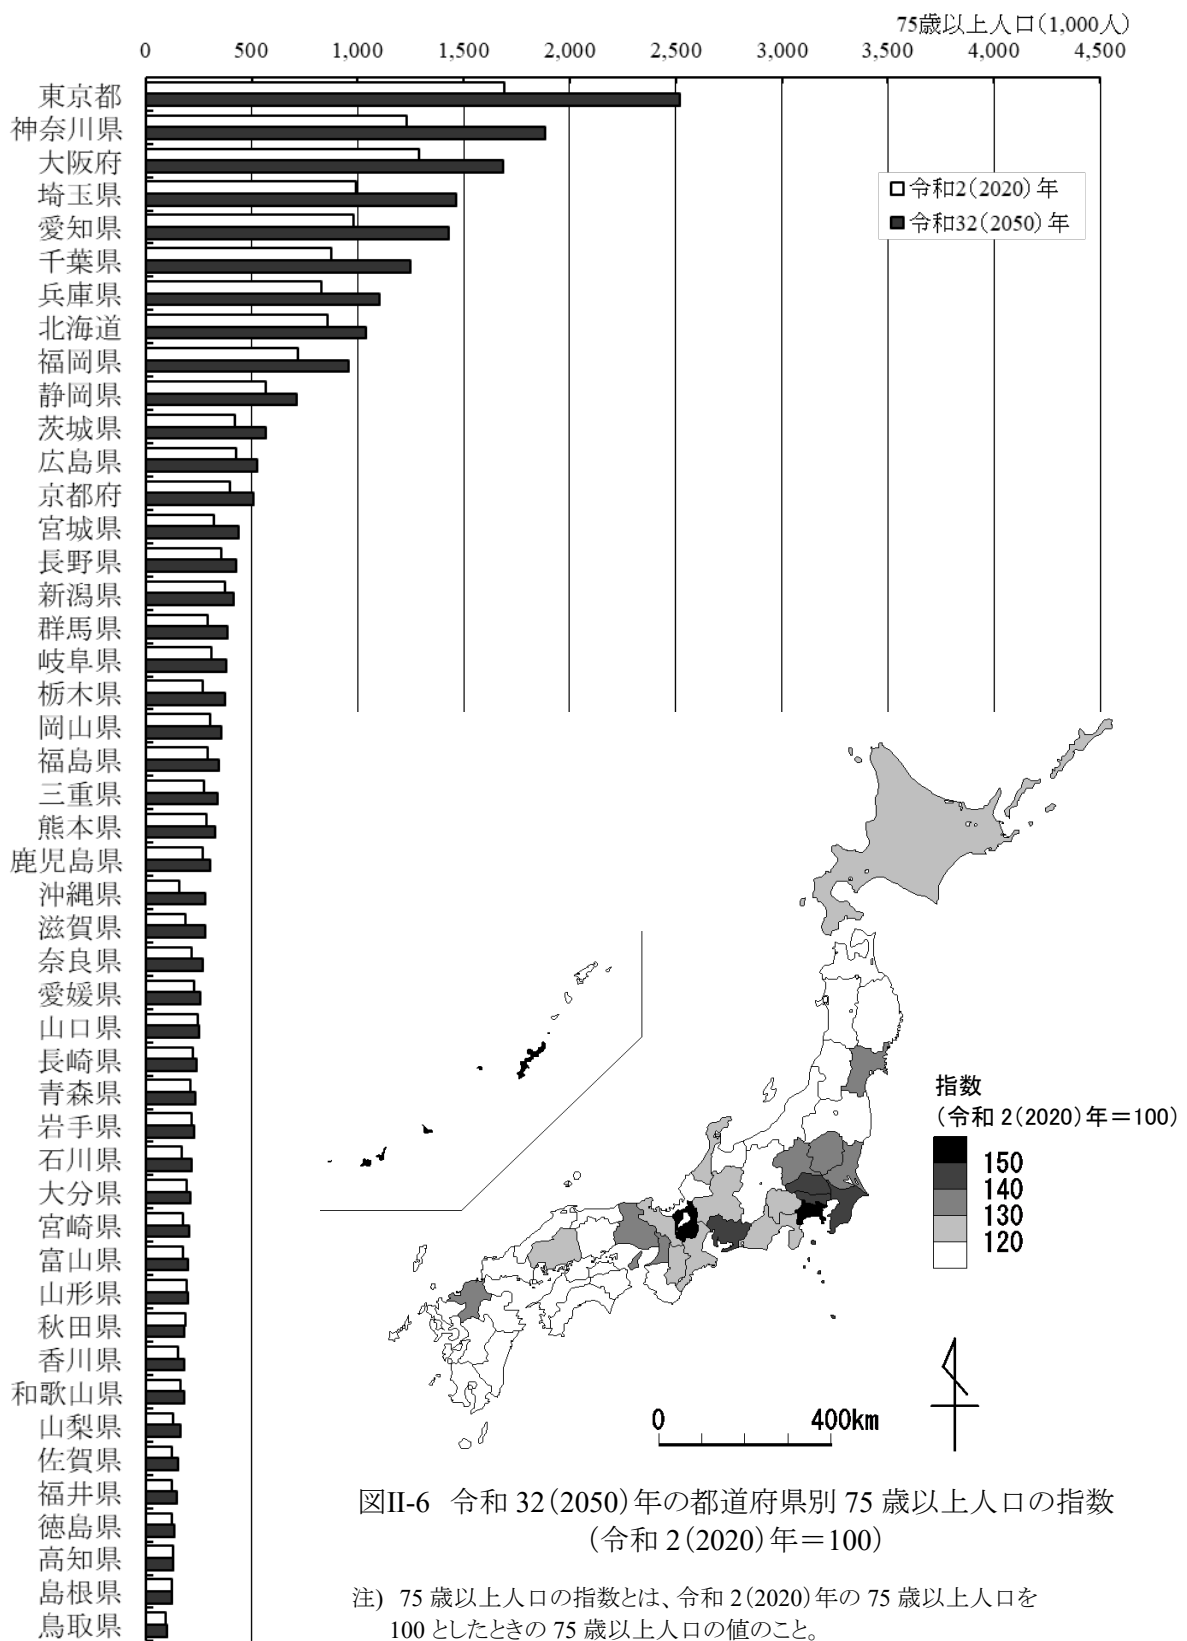 75歳以上人口(1,000人)
0 500 1,000 1,500 2,000 2,500 3,000 3,500 4,000 4,500
東京都
神奈川県
大阪府
埼玉県
愛知県
千葉県
兵庫県
北海道
福岡県
静岡県
茨城県
広島県
京都府
宮城県
長野県
新潟県
群馬県
岐阜県
栃木県
岡山県
福島県
三重県
熊本県
鹿児島県
沖縄県
滋賀県
奈良県
愛媛県
山口県
長崎県
青森県
岩手県
石川県
大分県
宮崎県
富山県
山形県
秋田県
香川県
和歌山県
山梨県
佐賀県
福井県
徳島県
高知県
島根県
鳥取県
令和2(2020)年
令和32(2050)年
指数
(令和 2(2020)年=100)
150
140
130
120
0 400km
図II-6 令和 32(2050)年の都道府県別 75 歳以上人口の指数
(令和 2(2020)年=100)
注) 75 歳以上人口の指数とは、令和 2(2020)年の 75 歳以上人口を
100 としたときの 75 歳以上人口の値のこと。